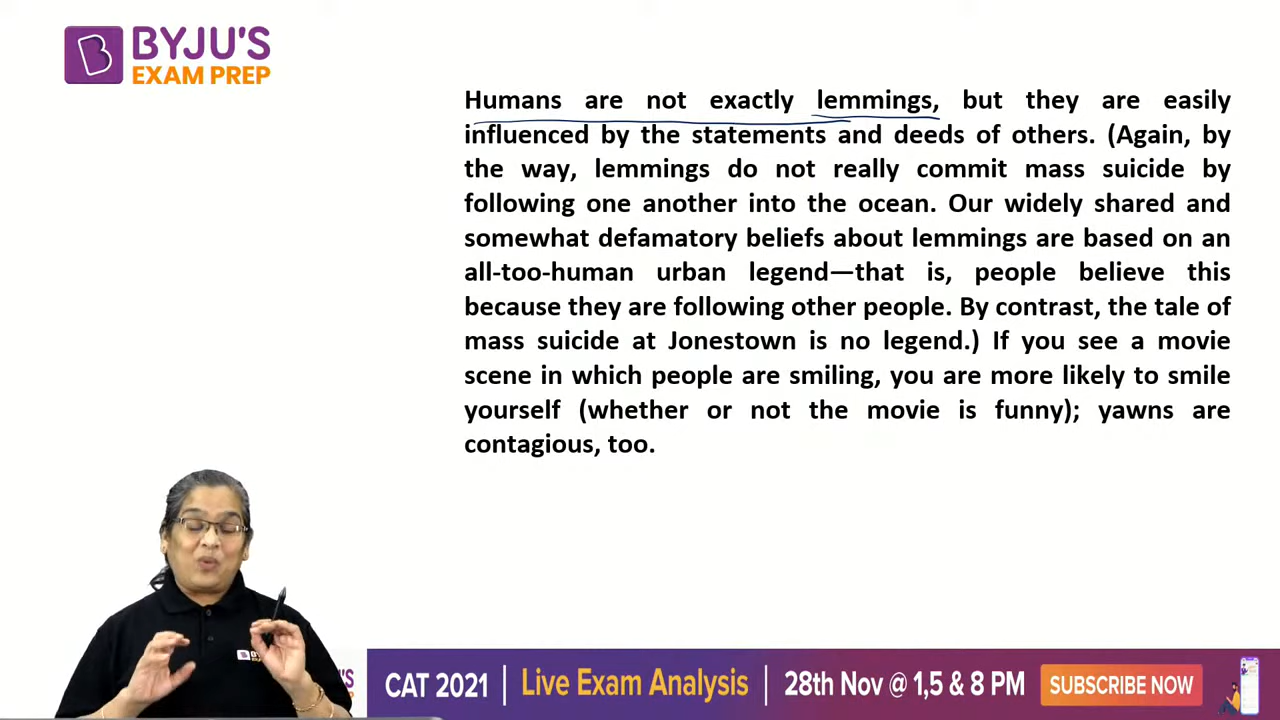 BYJU'S
EXAM PREP
Humans are not exactly lemmings, but they are easily
influenced by the statements and deeds of others. (Again, by
the way, lemmings do not really commit mass suicide by
following one another into the ocean. Our widely shared and
somewhat defamatory beliefs about lemmings are based on an
all-too-human urban legend—that is, people believe this
because they are following other people. By contrast, the tale of
mass suicide at Jonestown is no legend.) If you see a movie
scene in which people are smiling, you are more likely to smile
yourself (whether or not the movie is funny); yawns are
contagious, too.
CAT 2021 | Live Exam Analysis | 28th Nov @ 1,5 & 8 PM SUBSCRIBE NOW